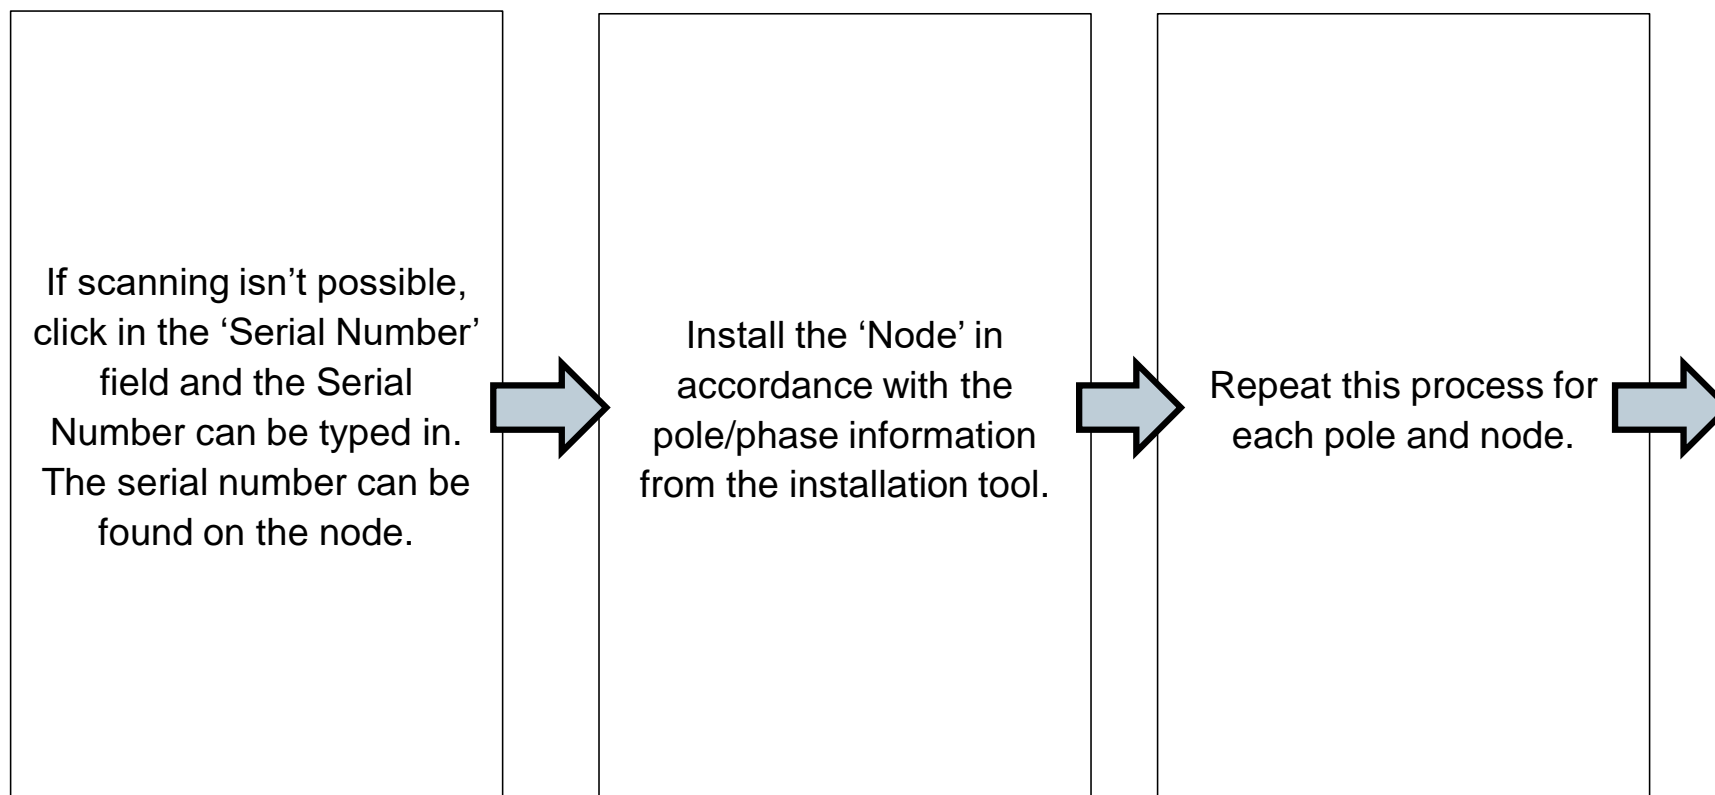 If scanning isn’t possible,
click in the ‘Serial Number’
field and the Serial
Number can be typed in.
The serial number can be
found on the node.
Install the ‘Node’ in
accordance with the
pole/phase information
from the installation tool.
Repeat this process for
each pole and node.